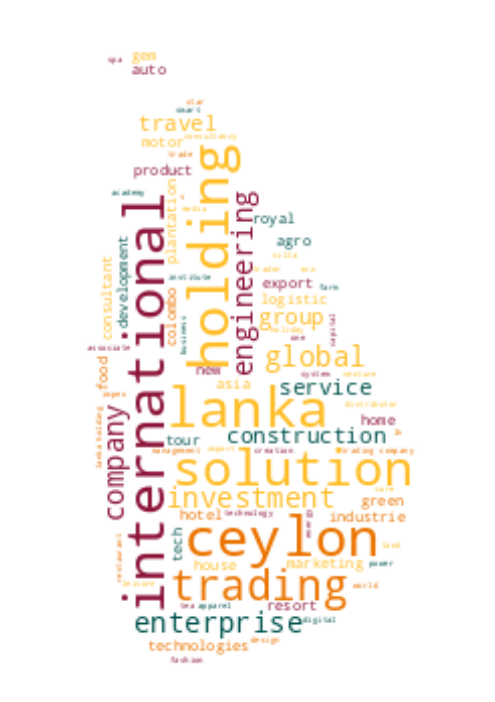 spa
gem
auto
star
smart
travel
consultancy
motor
trade
holding
product
plantation
academy
international
media
engineering
royal
development
agro
villa
consultant
trader
eco
institute
export
farm
logistic
colombo
business
group
holiday
capital
one
associate
global
food
new
system
venture
asia
service
impex
lanka
distributor
company
lanka holding
home
construction
tour
management
import
creation
trading company
solution
care
investment
green
hotel
technology
industrie
ceylon
tech
land
restaurant
house
marketing
power
leisure
trading
world
tea
apparel
resort
enterprise
digital
technologies
design
fashion